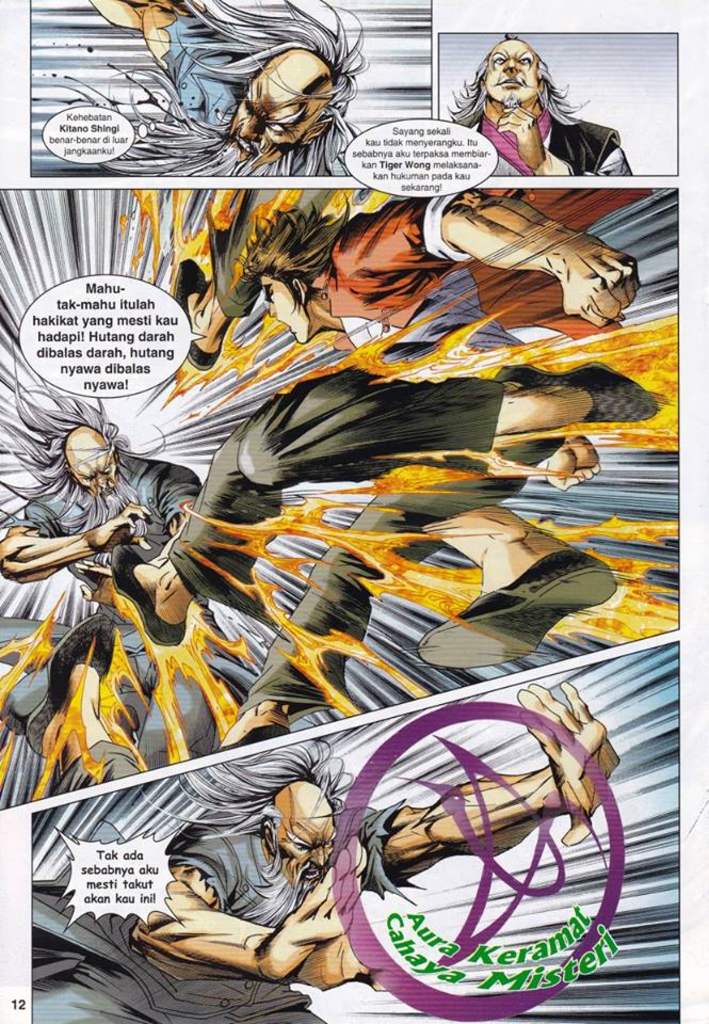 Kehebatan
Kitano Shingi
benar-benar di luar
jangkaanku!
Sayang sekali
kau tidak menyerangku. Itu
sebabnya aku terpaksa membiar-
kan Tiger Wong melaksana-
kan hukuman pada kau
sekarang!
Mahu-
tak-mahu itulah
hakikat yang mesti kau
hadapi! Hutang darah
dibalas darah, hutang
nyawa dibalas
nyawa!
Tak ada
sebabnya aku
mesti takut
akan kau ini!
Aura Keramat
Cahaya Misteri
12